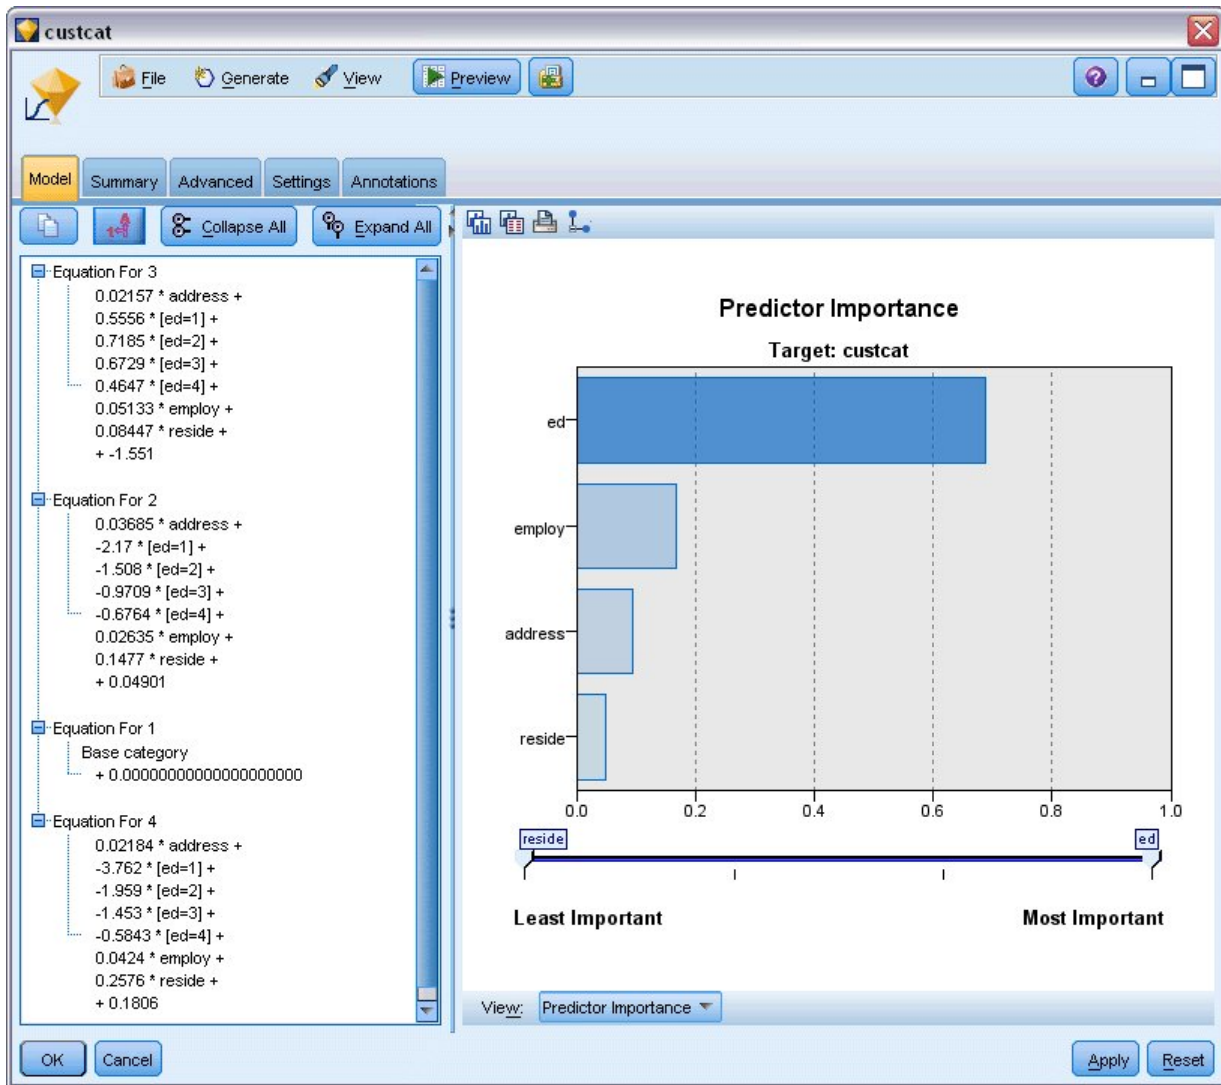 custcat
File Generate View Preview
Model Summary Advanced Settings Annotations
Collapse All Expand All
Equation For 3
0.02157 * address +
0.5556 * [ed=1] +
0.7185 * [ed=2] +
0.6729 * [ed=3] +
0.4647 * [ed=4] +
0.05133 * employ +
0.08447 * reside +
+ -1.551
Equation For 2
0.03685 * address +
-2.17 * [ed=1] +
-1.508 * [ed=2] +
-0.9709 * [ed=3] +
-0.6764 * [ed=4] +
0.02635 * employ +
0.1477 * reside +
+ 0.04901
Equation For 1
Base category
+ 0.00000000000000000000
Equation For 4
0.02184 * address +
-3.762 * [ed=1] +
-1.959 * [ed=2] +
-1.453 * [ed=3] +
-0.5843 * [ed=4] +
0.0424 * employ +
0.2576 * reside +
+ 0.1806
Predictor Importance
Target: custcat
ed
employ
address
reside
0.0 0.2 0.4 0.6 0.8 1.0
reside ed
Least Important Most Important
View: Predictor Importance
OK Cancel Apply Reset